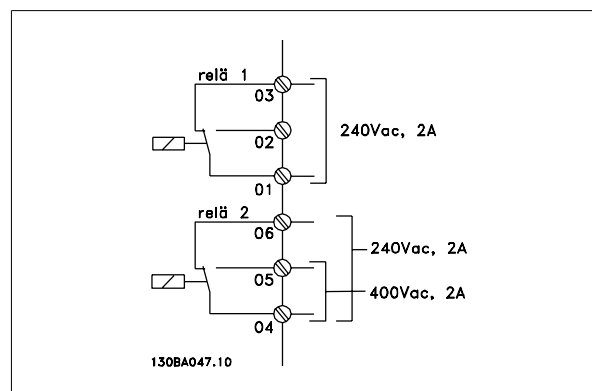 relä 1
03
02
240Vac, 2A
01
relä 2
06
240Vac, 2A
05
400Vac, 2A
04
130BA047.10